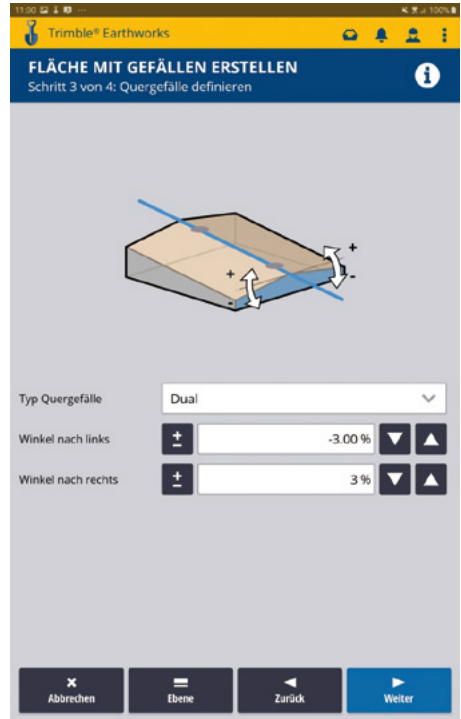 11:00 ... 100%
Trimble® Earthworks
FLÄCHE MIT GEFÄLLEN ERSTELLEN
Schritt 3 von 4: Quergefälle definieren
i
+
-
+
-
Typ Quergefälle Dual
Winkel nach links ± -3.00 %
Winkel nach rechts ± 3 %
Abbrechen Ebene Zurück Weiter